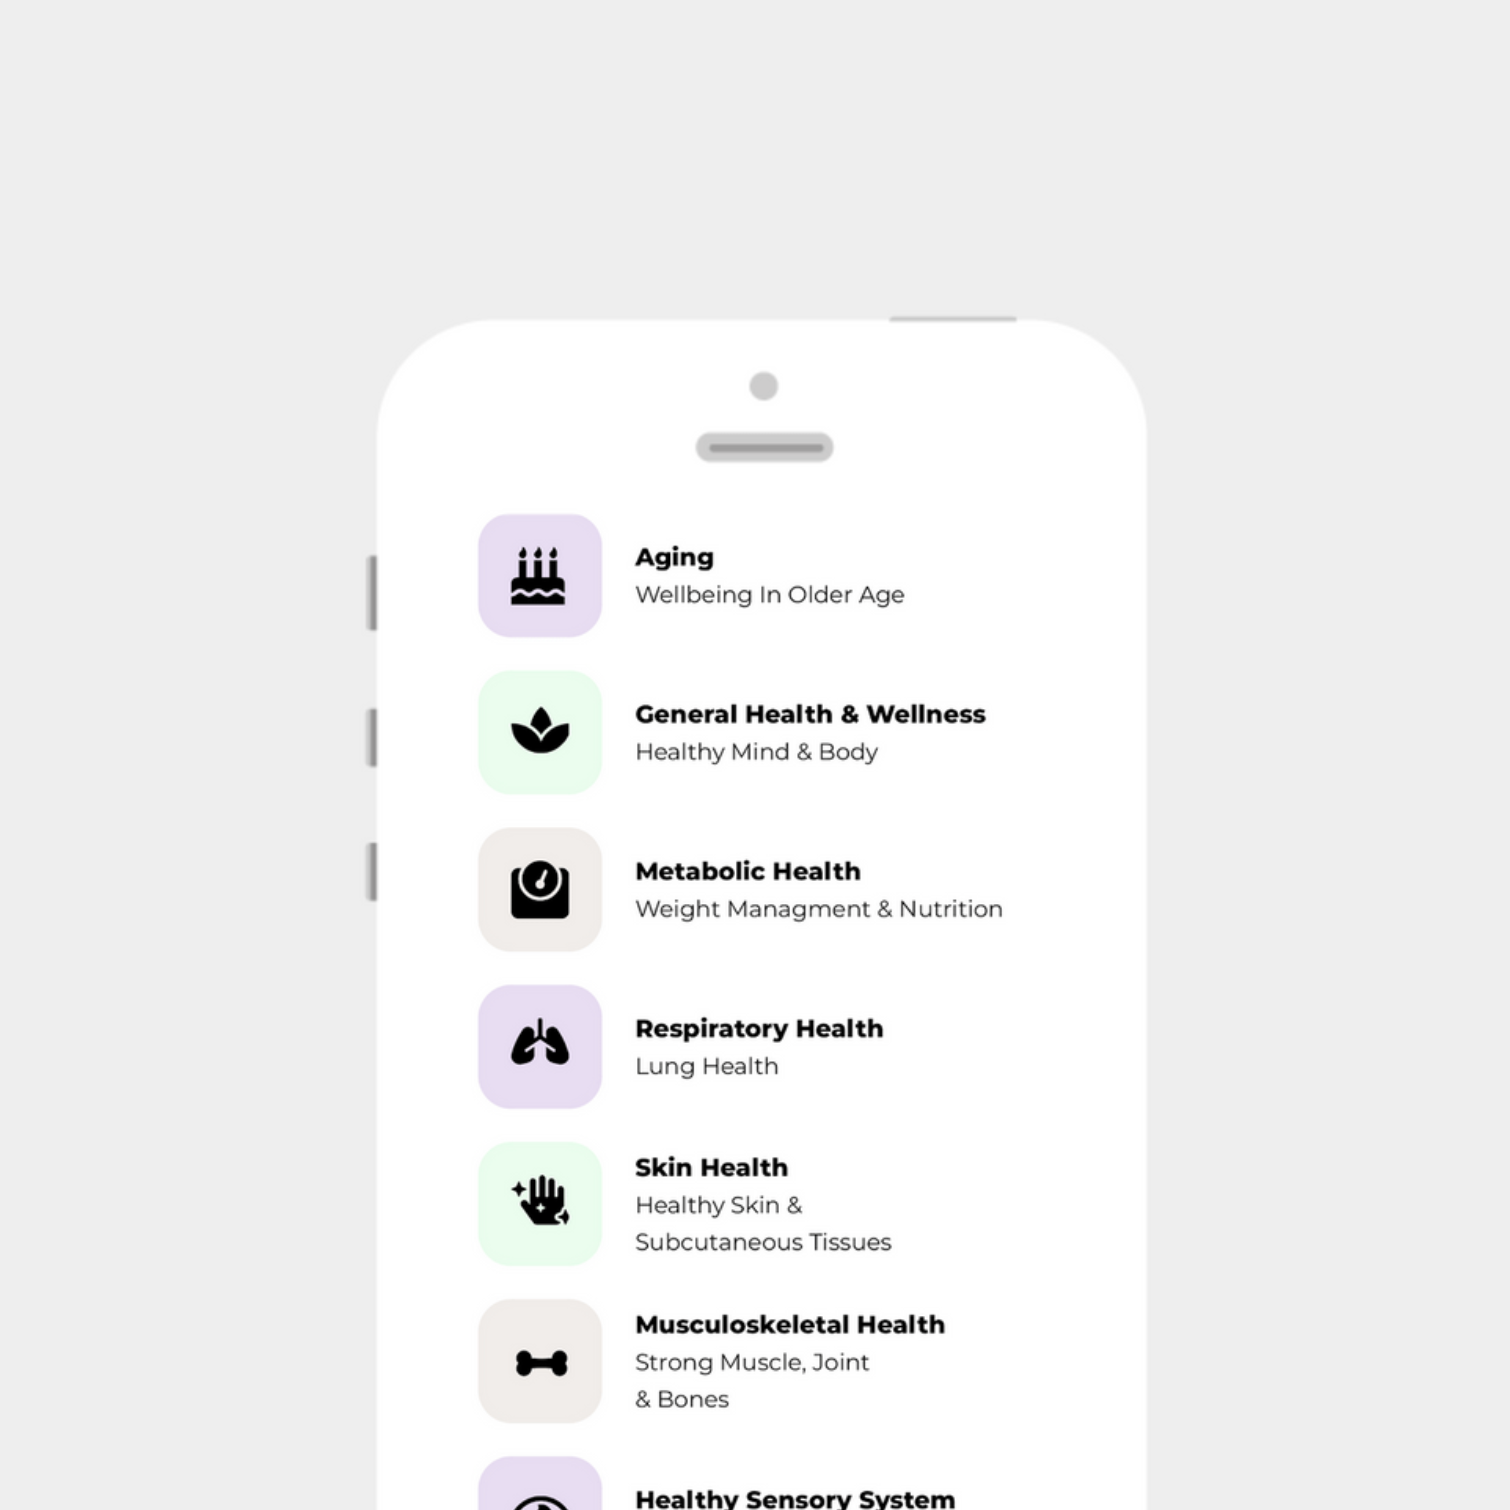 Aging
Wellbeing In Older Age
General Health & Wellness
Healthy Mind & Body
Metabolic Health
Weight Managment & Nutrition
Respiratory Health
Lung Health
Skin Health
Healthy Skin &
Subcutaneous Tissues
Musculoskeletal Health
Strong Muscle, Joint
& Bones
Healthy Sensory System